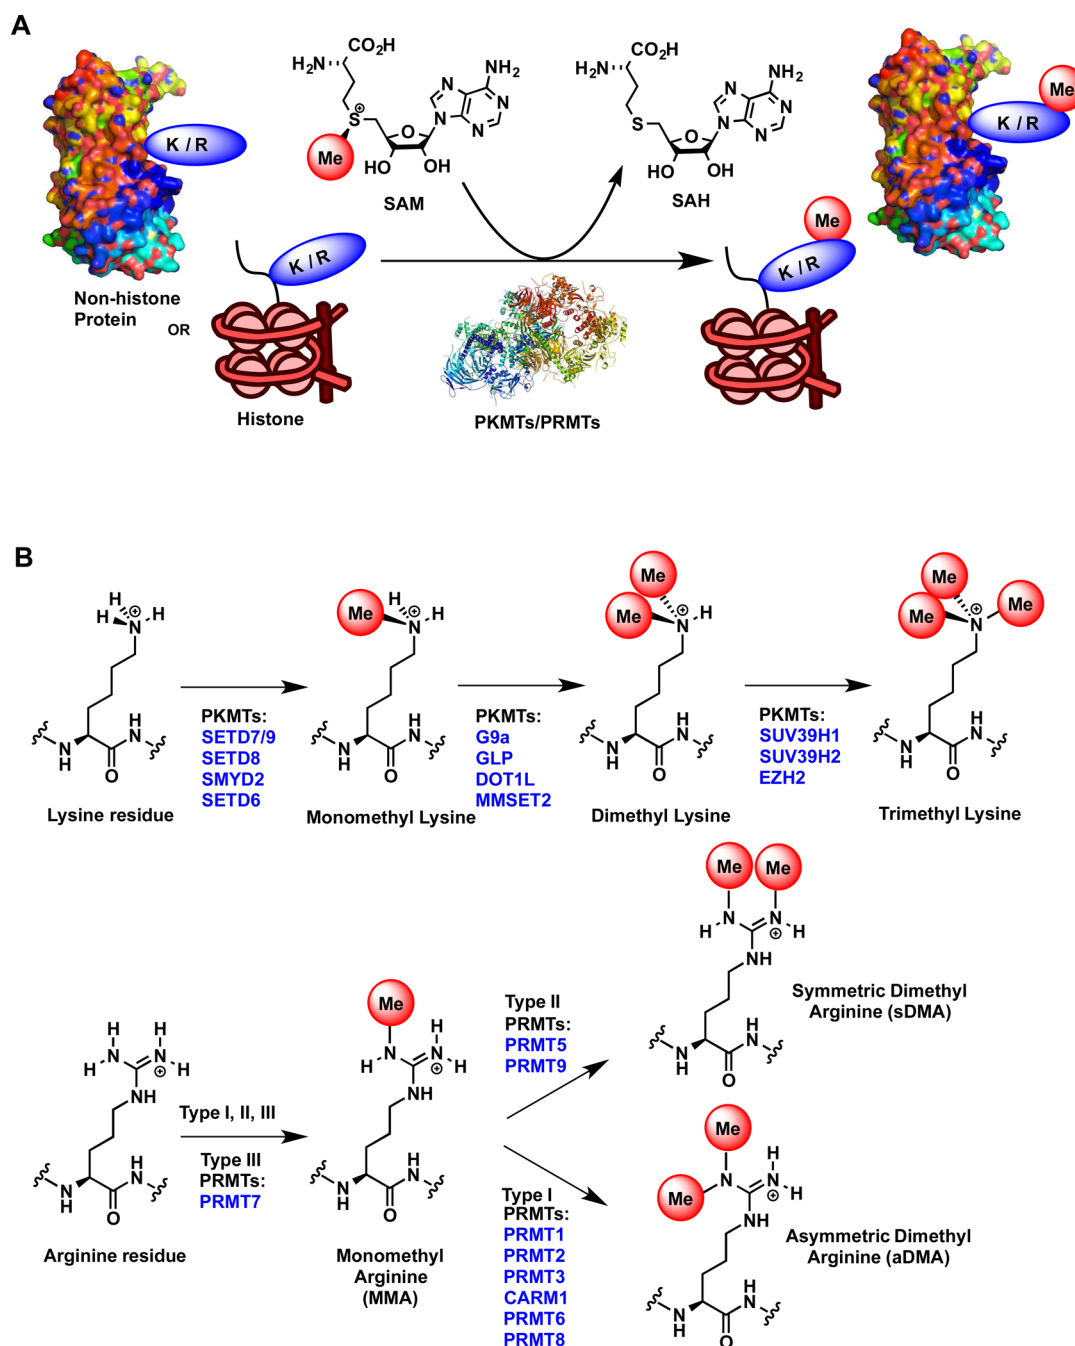 A
K / R
Non-histone
Protein
OR
K / R
Histone
CO2H
H2N
S
⊕
Me
O
HO
OH
N
N
N
N
NH2
SAM
CO2H
H2N
S
O
HO
OH
N
N
N
N
NH2
SAH
PKMTs/PRMTs
Me
K / R
Me
K / R
B
H
H
N
⊕
H
N
H
O
H
N
Lysine residue
PKMTs:
SETD7/9
SETD8
SMYD2
SETD6
Me
H
⊕
N
H
N
H
O
H
N
Monomethyl Lysine
PKMTs:
G9a
GLP
DOT1L
MMSET2
Me
Me
⊕
N
H
N
H
O
H
N
Dimethyl Lysine
PKMTs:
SUV39H1
SUV39H2
EZH2
Me
Me
Me
⊕
N
N
H
O
H
N
Trimethyl Lysine
H
H
H
N
N
H
⊕
NH
N
H
O
H
N
Arginine residue
Type I, II, III
Type III
PRMTs:
PRMT7
Me
H
H
N
N
H
⊕
NH
N
H
O
H
N
Monomethyl
Arginine
(MMA)
Type II
PRMTs:
PRMT5
PRMT9
Me
Me
H
N
N
H
⊕
NH
N
H
O
H
N
Symmetric Dimethyl
Arginine (sDMA)
Type I
PRMTs:
PRMT1
PRMT2
PRMT3
CARM1
PRMT6
PRMT8
Me
Me
N
H
N
H
⊕
NH
N
H
O
H
N
Asymmetric Dimethyl
Arginine (aDMA)